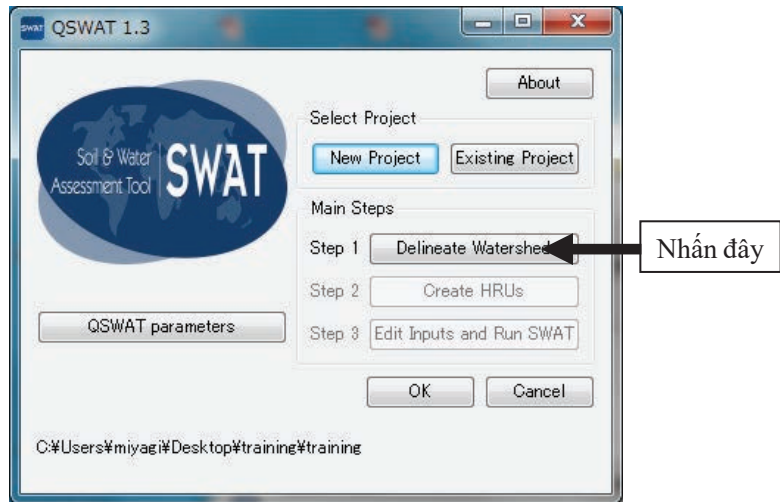 QSWAT 1.3
About
Soil & Water
Assessment Tool
SWAT
Select Project
New Project
Existing Project
Main Steps
Step 1
Delineate Watershed
Nhấn đây
Step 2
Create HRUs
QSWAT parameters
Step 3
Edit Inputs and Run SWAT
OK
Cancel
C:¥Users¥miyagi¥Desktop¥training¥training